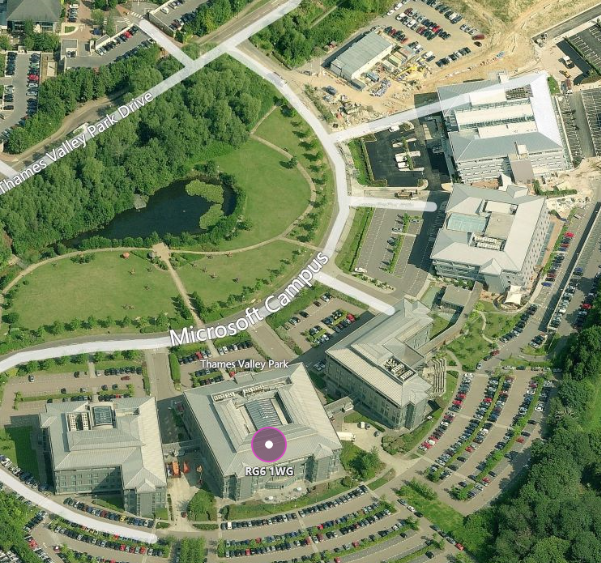 Thames Valley Park Drive
Microsoft Campus
Thames Valley Park
RG6 1WG